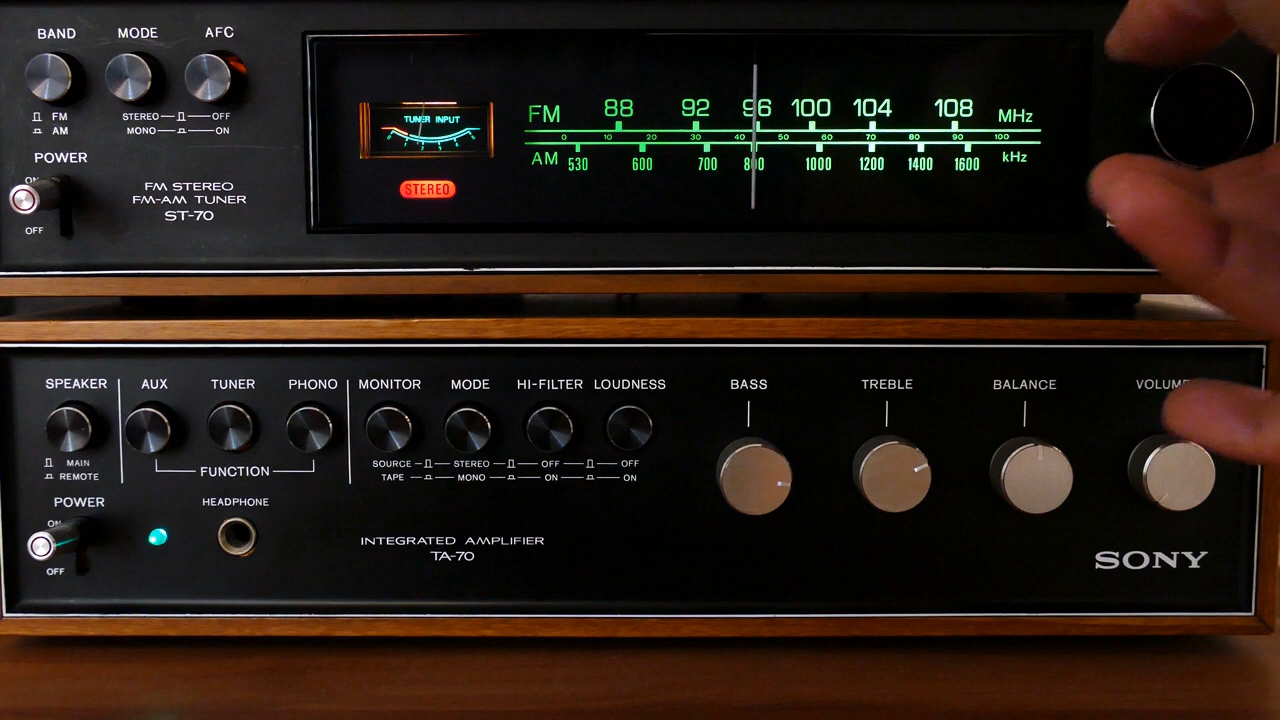 BAND MODE AFC
FM STEREO OFF
AM MONO ON
POWER
ON
OFF
FM STEREO
FM-AM TUNER
ST-70
TUNER INPUT
STEREO
FM 88 92 96 100 104 108 MHz
0 10 20 30 40 50 60 70 80 90 100
AM 530 600 700 800 1000 1200 1400 1600 kHz
SPEAKER AUX TUNER PHONO MONITOR MODE HI-FILTER LOUDNESS BASS TREBLE BALANCE VOLUME
MAIN
REMOTE
FUNCTION
SOURCE STEREO OFF OFF
TAPE MONO ON ON
POWER
ON
OFF
HEADPHONE
INTEGRATED AMPLIFIER
TA-70
SONY